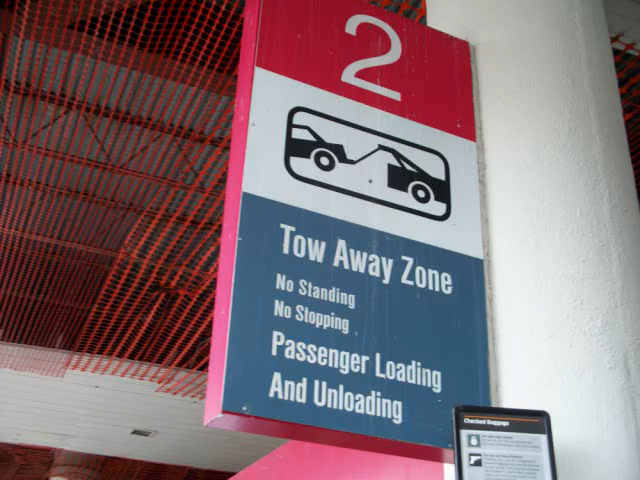 2
Tow Away Zone
No Standing
No Stopping
Passenger Loading
And Unloading
Checked Baggage